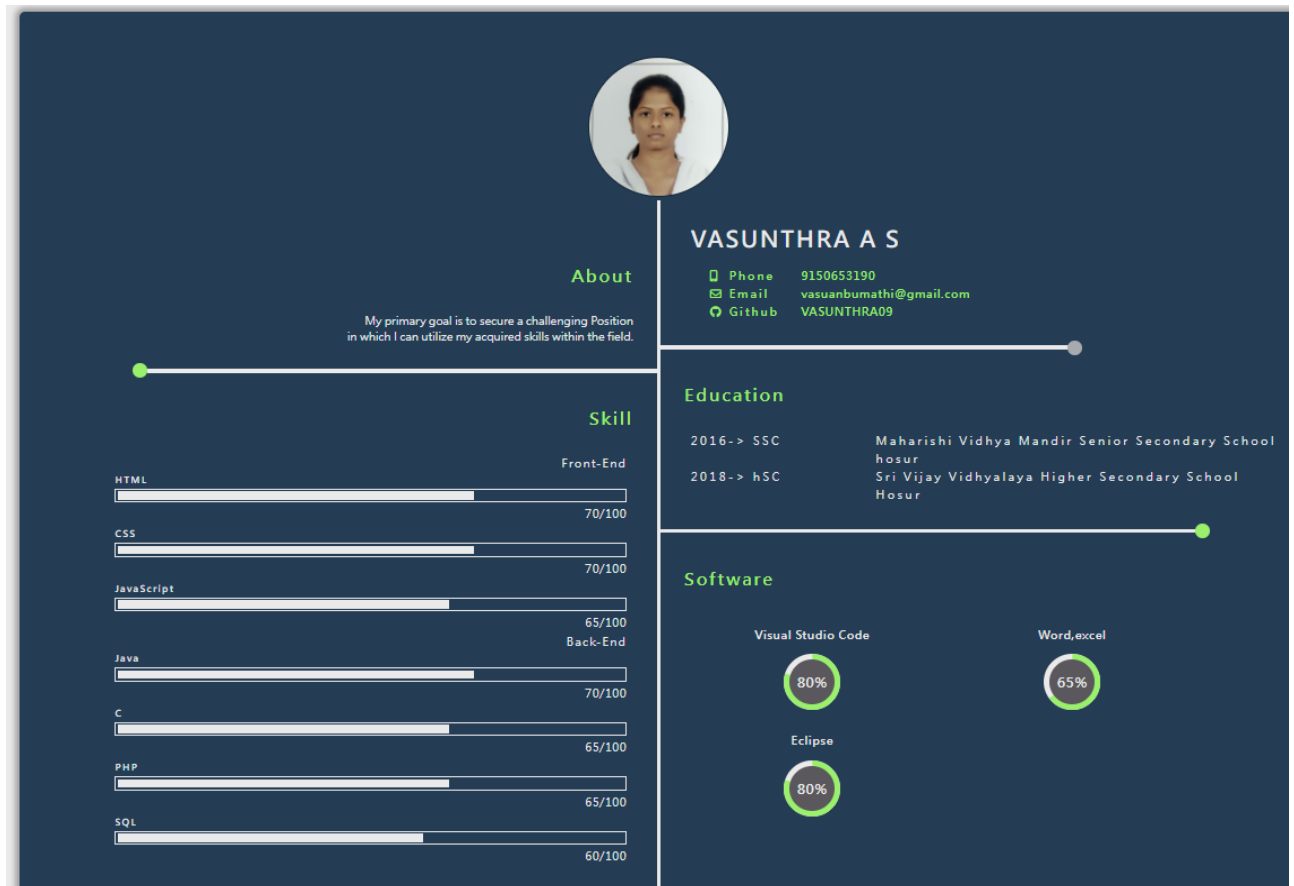 VASUNTHRA A S
Phone 9150653190
Email vasuanbumathi@gmail.com
Github VASUNTHRA09
About
My primary goal is to secure a challenging Position
in which I can utilize my acquired skills within the field.
Skill
Front-End
HTML
70/100
CSS
70/100
JavaScript
65/100
Back-End
Java
70/100
C
65/100
PHP
65/100
SQL
60/100
Education
2016-> SSC Maharishi Vidhya Mandir Senior Secondary School
hosur
2018-> hSC Sri Vijay Vidhyalaya Higher Secondary School
Hosur
Software
Visual Studio Code Word,excel
80% 65%
Eclipse
80%